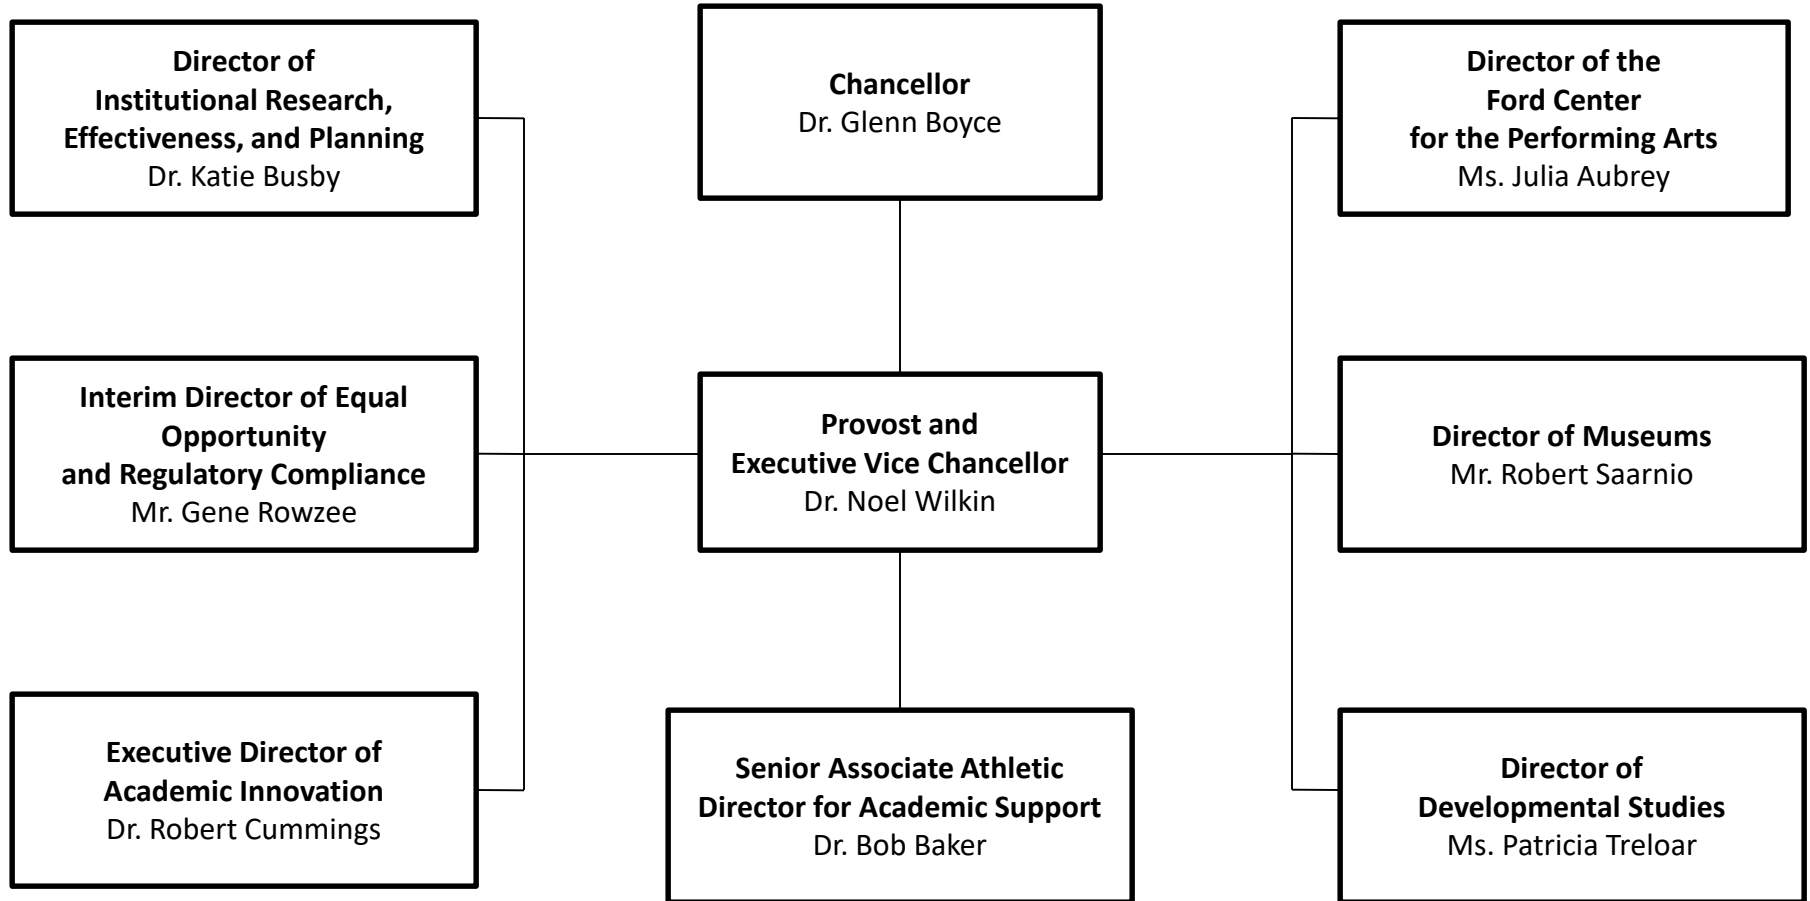 Director of
Institutional Research,
Effectiveness, and Planning
Dr. Katie Busby
Chancellor
Dr. Glenn Boyce
Director of the
Ford Center
for the Performing Arts
Ms. Julia Aubrey
Interim Director of Equal
Opportunity
and Regulatory Compliance
Mr. Gene Rowzee
Provost and
Executive Vice Chancellor
Dr. Noel Wilkin
Director of Museums
Mr. Robert Saarnio
Executive Director of
Academic Innovation
Dr. Robert Cummings
Senior Associate Athletic
Director for Academic Support
Dr. Bob Baker
Director of
Developmental Studies
Ms. Patricia Treloar